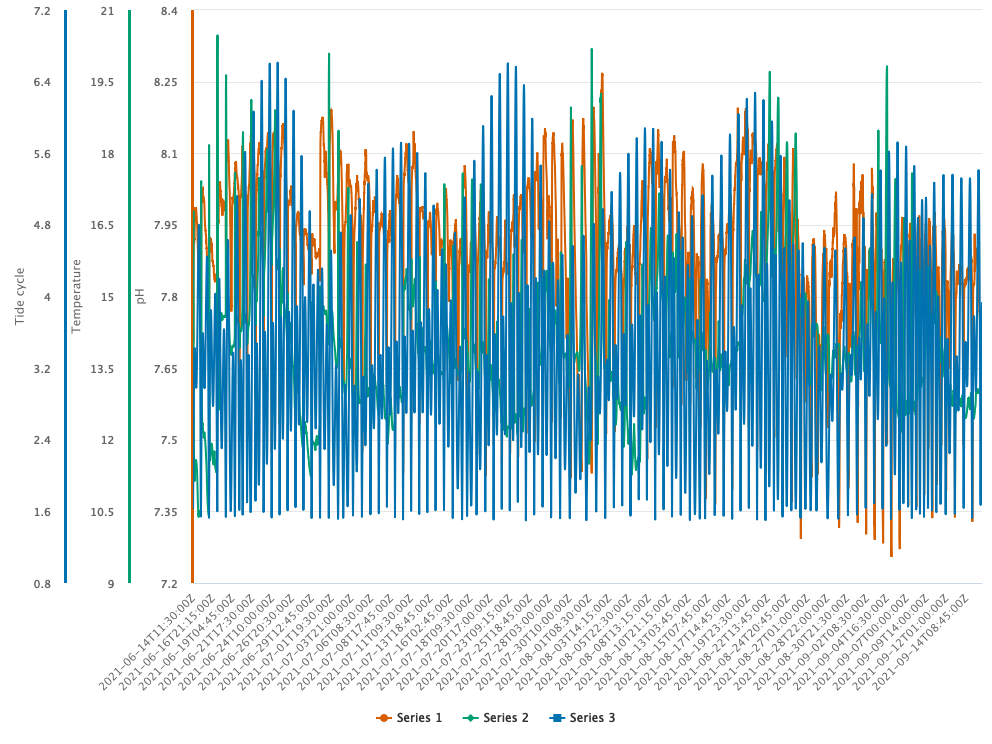 7.2
6.4
5.6
4.8
4
3.2
2.4
1.6
0.8
Tide cycle
21
19.5
18
16.5
15
13.5
12
10.5
9
Temperature
8.4
8.25
8.1
7.95
7.8
7.65
7.5
7.35
7.2
pH
2021-06-14T11:30:00Z
2021-06-16T21:15:00Z
2021-06-19T04:45:00Z
2021-06-21T17:30:00Z
2021-06-24T10:00:00Z
2021-06-26T20:30:00Z
2021-06-29T12:45:00Z
2021-07-01T19:30:00Z
2021-07-03T21:00:00Z
2021-07-06T08:30:00Z
2021-07-08T17:45:00Z
2021-07-11T09:30:00Z
2021-07-13T18:45:00Z
2021-07-16T02:45:00Z
2021-07-18T09:30:00Z
2021-07-20T17:00:00Z
2021-07-23T15:15:00Z
2021-07-25T18:45:00Z
2021-07-28T03:00:00Z
2021-07-30T10:00:00Z
2021-08-01T03:30:00Z
2021-08-03T14:15:00Z
2021-08-05T22:30:00Z
2021-08-08T13:15:00Z
2021-08-10T21:15:00Z
2021-08-13T03:45:00Z
2021-08-15T07:45:00Z
2021-08-17T14:45:00Z
2021-08-19T23:30:00Z
2021-08-22T13:45:00Z
2021-08-24T20:45:00Z
2021-08-27T01:00:00Z
2021-08-28T22:00:00Z
2021-08-30T21:30:00Z
2021-09-02T08:30:00Z
2021-09-04T16:30:00Z
2021-09-07T00:00:00Z
2021-09-09T14:00:00Z
2021-09-12T01:00:00Z
2021-09-14T08:45:00Z
Series 1 Series 2 Series 3